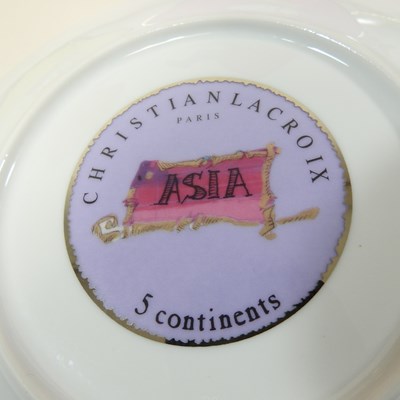 CHRISTIANLACROIX
PARIS
ASIA
5 continents